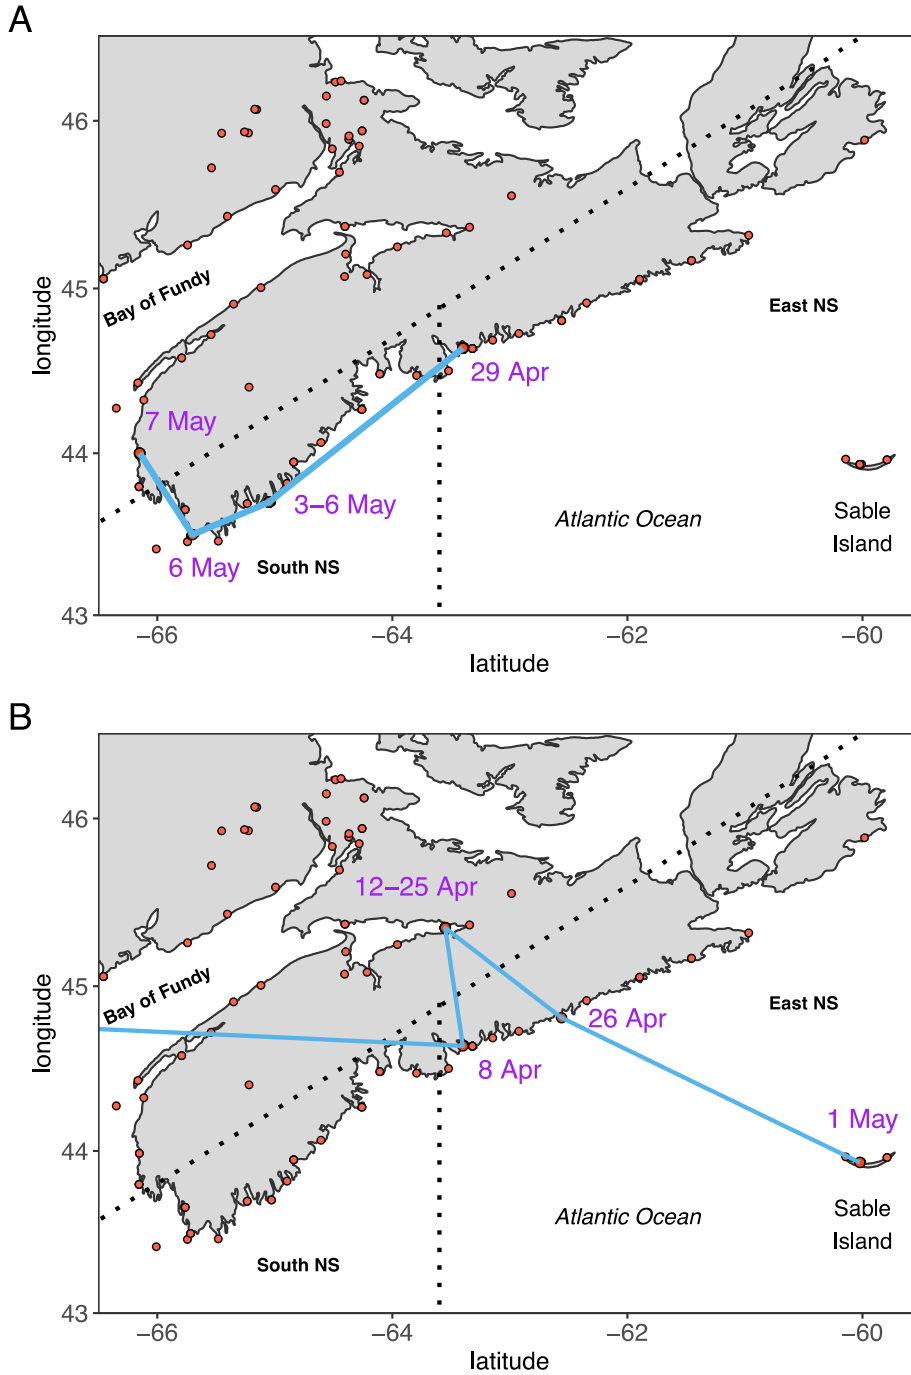 A
46
45
44
43
longitude
Bay of Fundy
East NS
29 Apr
7 May
3–6 May
Atlantic Ocean
Sable
Island
6 May
South NS
−66
−64
−62
−60
latitude
B
46
45
44
43
longitude
12–25 Apr
Bay of Fundy
East NS
26 Apr
8 Apr
1 May
Atlantic Ocean
Sable
Island
South NS
−66
−64
−62
−60
latitude